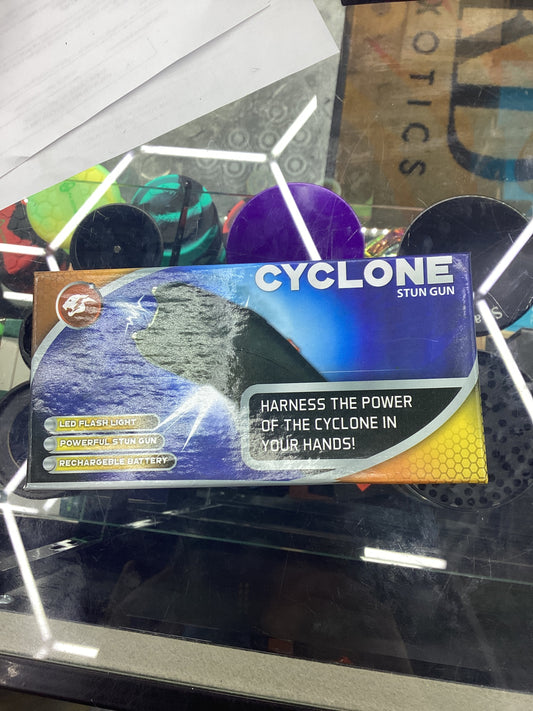 XOTICS
CYCLONE
STUN GUN
LED FLASH LIGHT
POWERFUL STUN GUN
RECHARGEBLE BATTERY
HARNESS THE POWER
OF THE CYCLONE IN
YOUR HANDS!